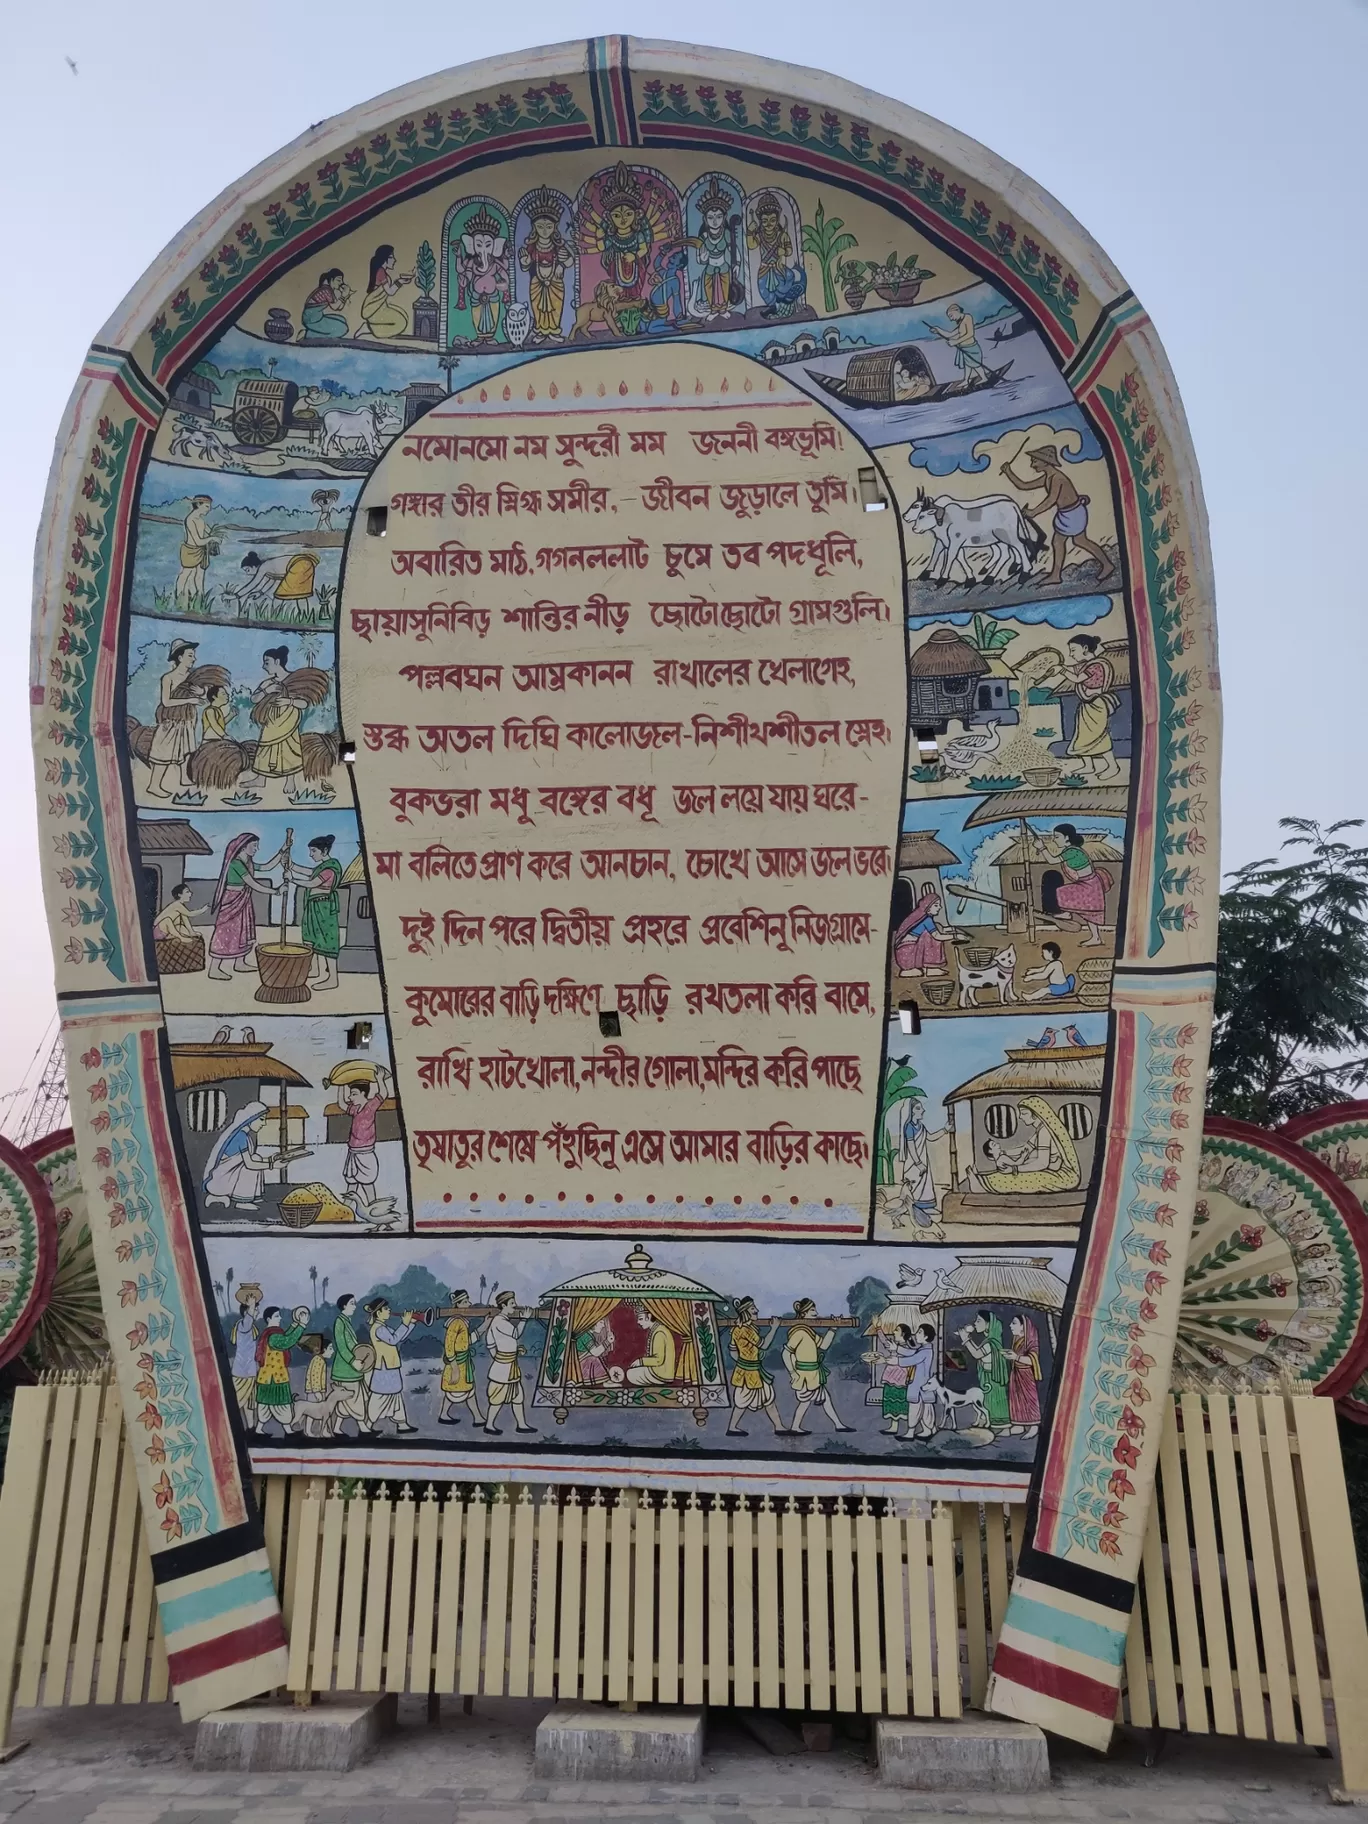 নমোনমো নম সুন্দরী মম জননী বঙ্গভূমি।
গঙ্গার তীর স্নিগ্ধ সমীর, - জীবন জুড়ালে তুমি।
অবারিত মাঠ, গগনললাট চুমে তব পদধূলি,
ছায়াসুনিবিড় শান্তির নীড় ছোটোছোটো গ্রামগুলি।
পল্লবঘন আম্রকানন রাখালের খেলাগেহ,
স্তব্ধ অতল দিঘি কালোজল-নিশীথশীতল স্নেহ।
বুকভরা মধু বঙ্গের বধূ জল লয়ে যায় ঘরে-
মা বলিতে প্রাণ করে আনচান, চোখে আসে জল ভরে।
দুই দিন পরে দ্বিতীয় প্রহরে প্রবেশিনু নিজগ্রামে-
কুমোরের বাড়ি দক্ষিণে ছাড়ি রথতলা করি বামে,
রাখি হাটখোলা, নন্দীর গোলা, মন্দির করি পাছে
তৃষাতুর শেষে পঁহুছিনু এসে আমার বাড়ির কাছে।